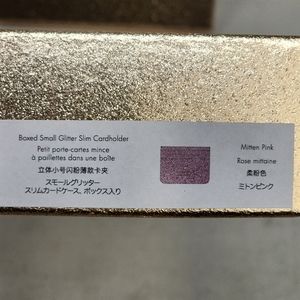 Boxed Small Glitter Slim Cardholder
Petit porte-cartes mince
à paillettes dans une boîte
立体小号闪粉薄款卡夹
スモールグリッター
スリムカードケース、ボックス入り
Mitten Pink
Rose mittaine
柔粉色
ミトンピンク